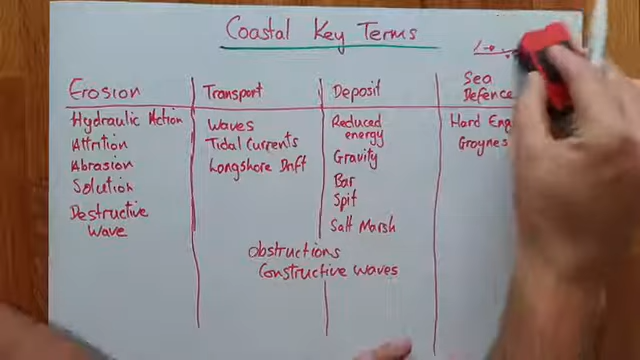 Coastal Key Terms
Erosion
Hydraulic Action
Attrition
Abrasion
Solution
Destructive
Wave
Transport
Waves
Tidal Currents
Longshore Drift
Deposit
Reduced
energy
Gravity
Bar
Spit
Salt Marsh
Obstructions
Constructive waves
Sea
Defence
Hard
Groynes